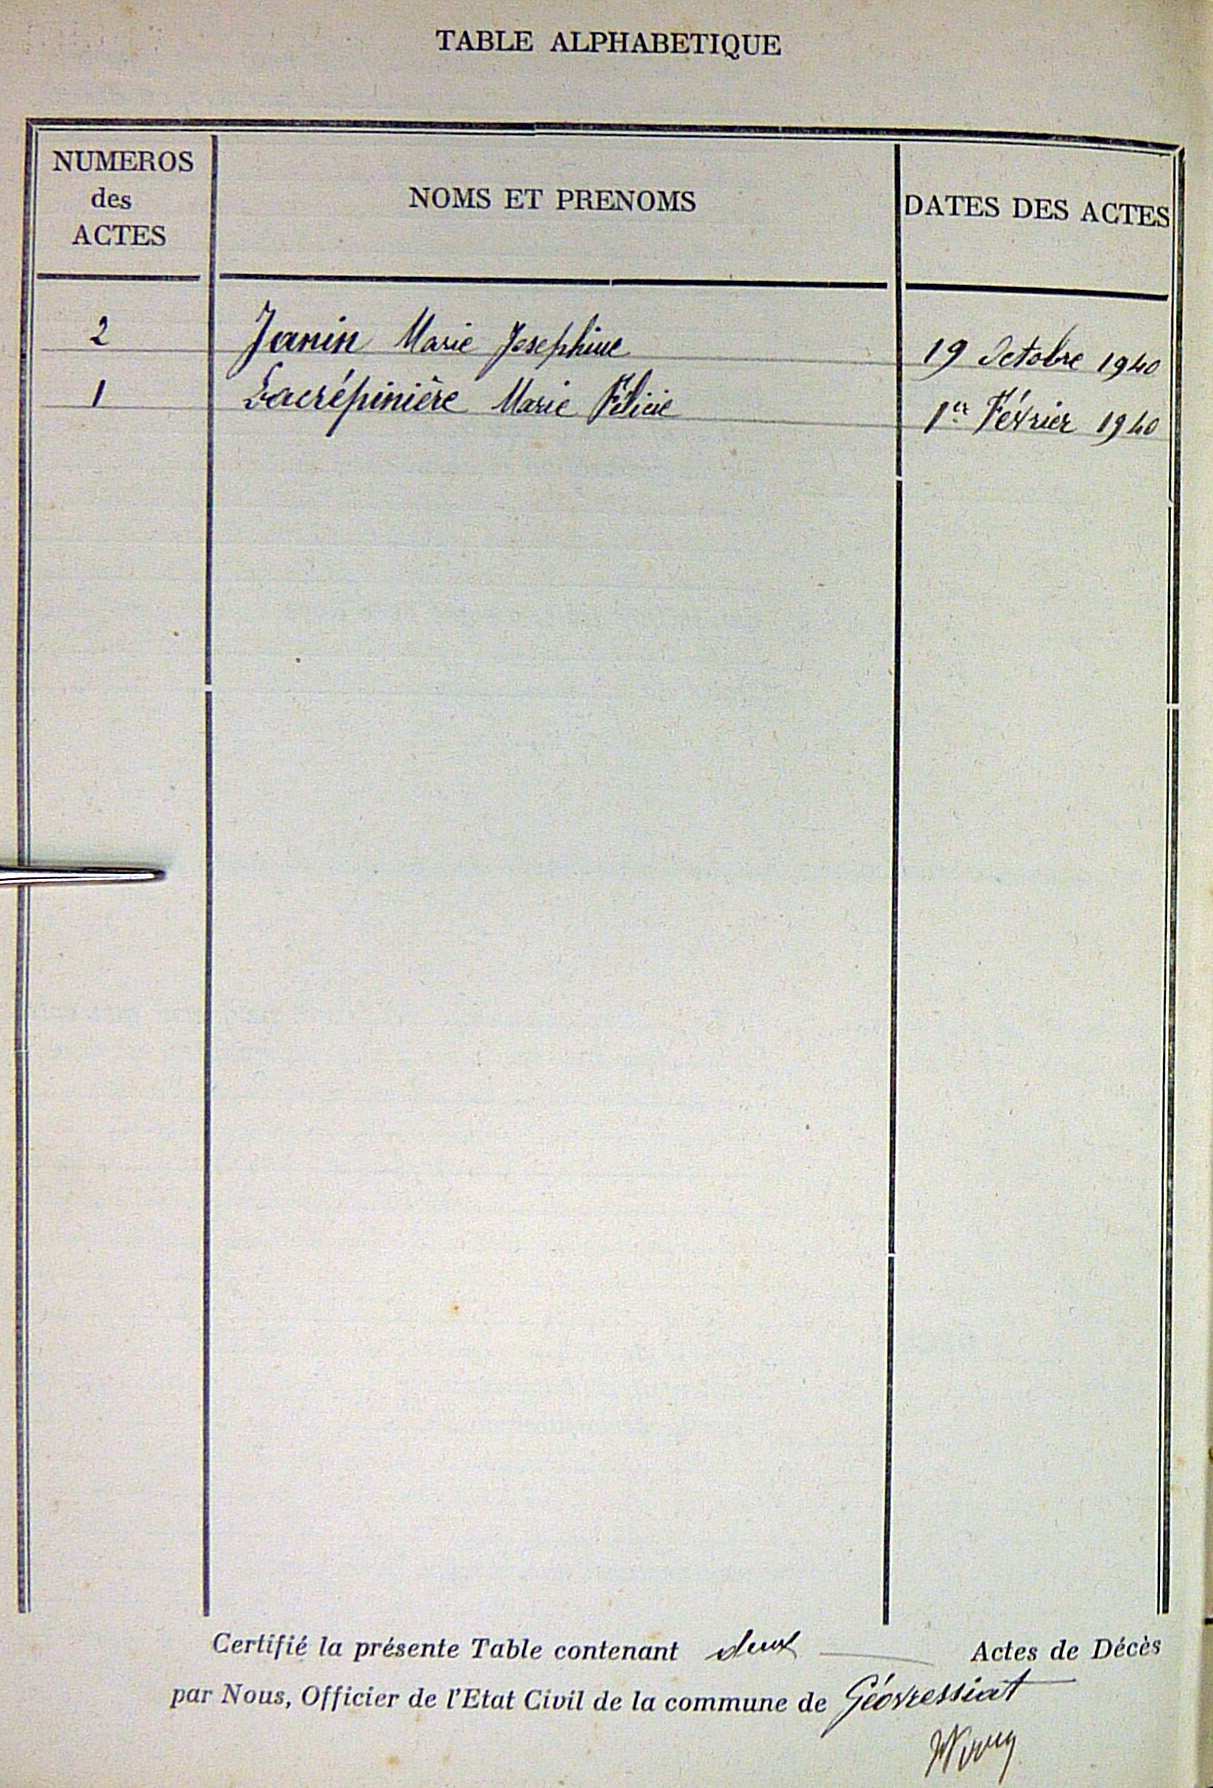 TABLE ALPHABETIQUE
NUMEROS
des
ACTES
NOMS ET PRENOMS
DATES DES ACTES
2 Janin Marie Josephine 19 Octobre 1940
1 Lacrépinière Marie Félicie 1er Février 1940
Certifié la présente Table contenant deux Actes de Décès
par Nous, Officier de l'Etat Civil de la commune de Géovressiat